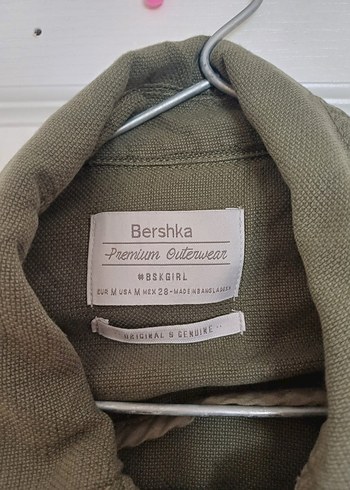 Bershka
Premium Outerwear
#BSKGIRL
EUR M USA M MEX 28 - MADE IN BANGLADESH
ORIGINAL & GENUINE